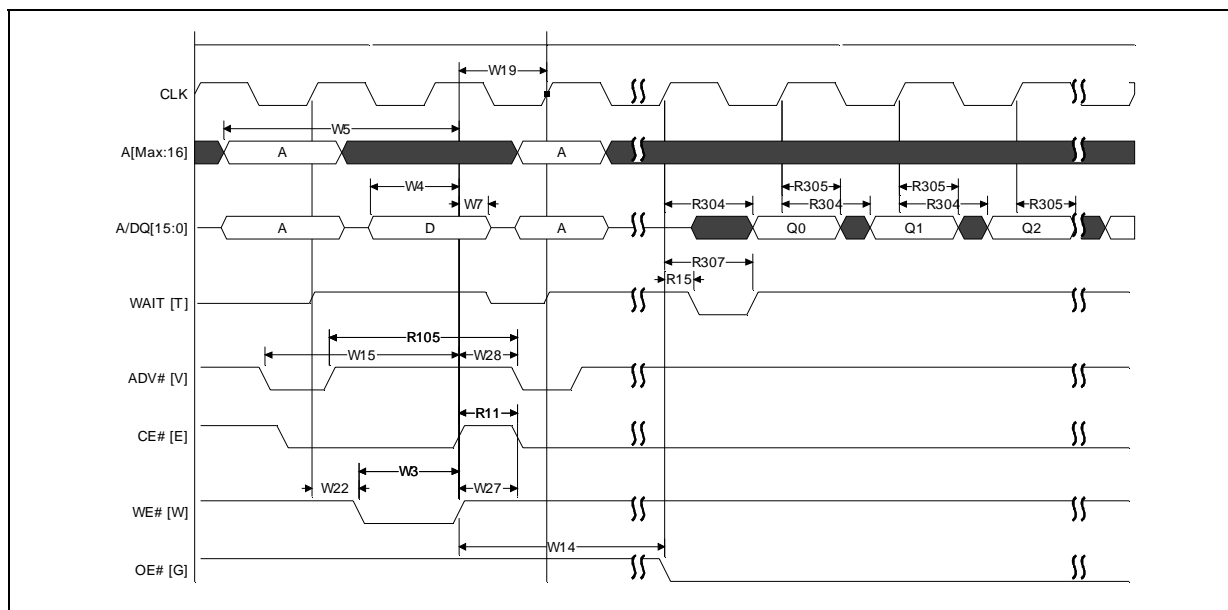 W19
CLK
W5
A[Max:16] A A
W4 W7 R304 R305 R304 R305 R304 R305
A/DQ[15:0] A D A Q0 Q1 Q2
R307
R15
WAIT [T]
R105
W15 W28
ADV# [V]
R11
CE# [E]
W3
W22 W27
WE# [W]
W14
OE# [G]